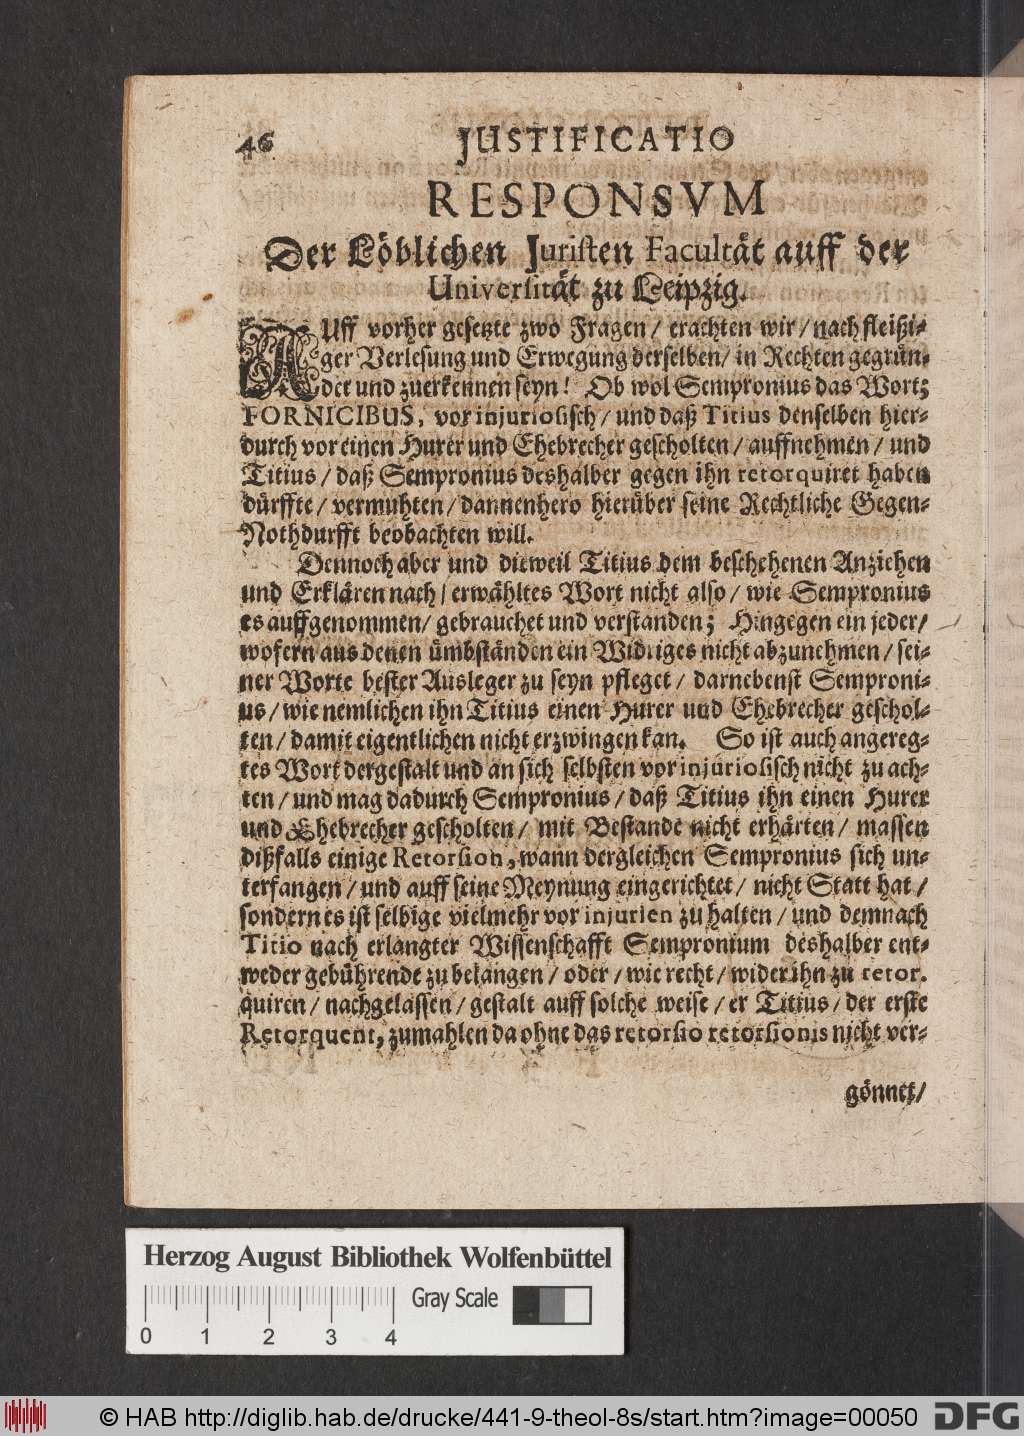 46
JUSTIFICATIO
RESPONSVM
Der Löblichen Juristen Facultät auff der
Universität zu Leipzig.
AUff vorher gesetzte zwo Fragen / erachten wir / nach fleißi-
ger Verlesung und Erwegung derselben / in Rechten gegrün-
det und zuerkennen seyn! Ob wol Sempronius das Wort;
FORNICIBUS, vor injuriosisch / und daß Titius denselben hier-
durch vor einen Hurer und Ehebrecher gescholten / auffnehmen / und
Titius / daß Sempronius deshalber gegen ihn retorquiret haben
dürffte / vermuhten / dannenhero hierüber seine Rechtliche Gegen-
Nothdurfft beobachten will.
Dennoch aber und dieweil Titius dem beschehenen Anziehen
und Erklären nach / erwähltes Wort nicht also / wie Sempronius
es auffgenommen / gebrauchet und verstanden; Hingegen ein jeder /
wofern aus denen ümbständen ein Widriges nicht abzunehmen / sei-
ner Worte bester Ausleger zu seyn pfleget / darnebenst Semproni-
us / wie nemlichen ihn Titius einen Hurer und Ehebrecher geschol-
ten / damit eigentlichen nicht erzwingen kan. So ist auch angereg-
tes Wort dergestalt und an sich selbsten vor injuriosisch nicht zu ach-
ten / und mag dadurch Sempronius / daß Titius ihn einen Hurer
und Ehebrecher gescholten / mit Bestande nicht erhärten / massen
dißfalls einige Retorsion, wann dergleichen Sempronius sich un-
terfangen / und auff seine Meynung eingerichtet / nicht Statt hat /
sondern es ist selbige vielmehr vor injurien zu halten / und demnach
Titio nach erlangter Wissenschafft Sempronium deshalber ent-
weder gebührende zu belangen / oder / wie recht / wider ihn zu retor-
quiren / nachgelassen / gestalt auff solche weise / er Titius / der erste
Retorquent, zumahlen da ohne das retorsio retorsionis nicht ver-
gönnet /
Herzog August Bibliothek Wolfenbüttel
Gray Scale
0 1 2 3 4
© HAB http://diglib.hab.de/drucke/441-9-theol-8s/start.htm?image=00050
DFG